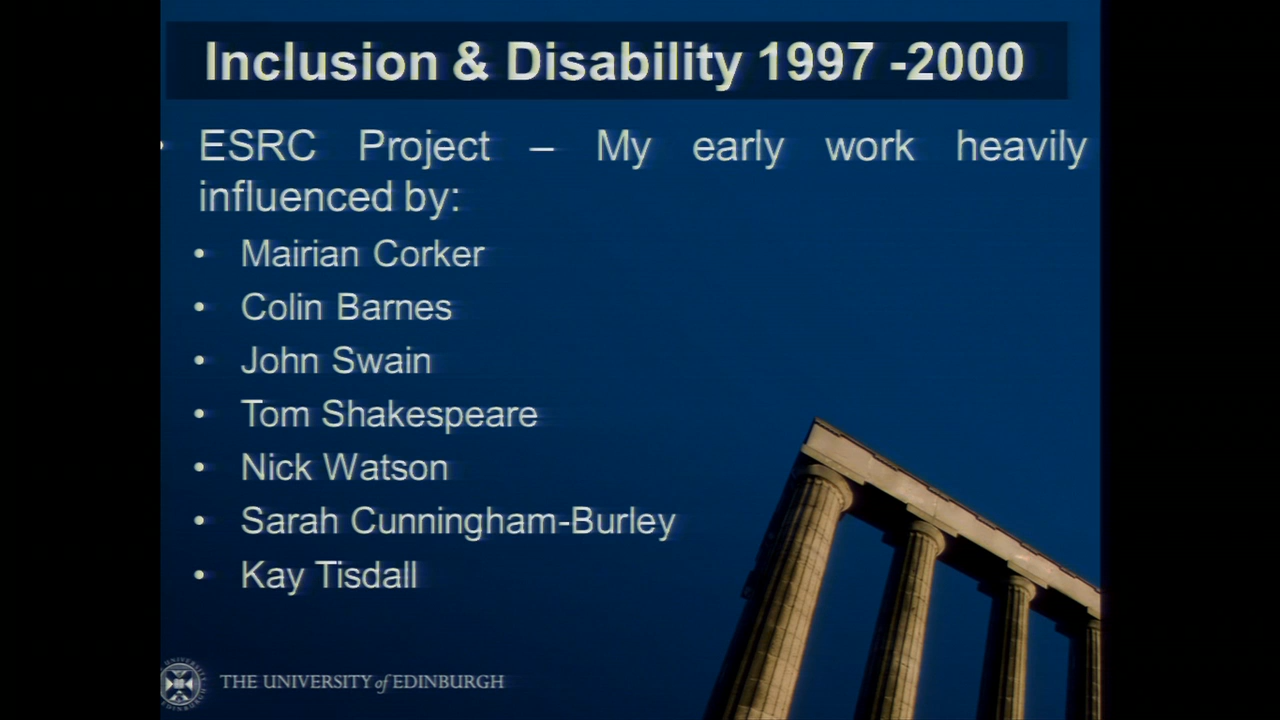 Inclusion & Disability 1997 -2000
• ESRC Project – My early work heavily
influenced by:
• Mairian Corker
• Colin Barnes
• John Swain
• Tom Shakespeare
• Nick Watson
• Sarah Cunningham-Burley
• Kay Tisdall
THE UNIVERSITY of EDINBURGH